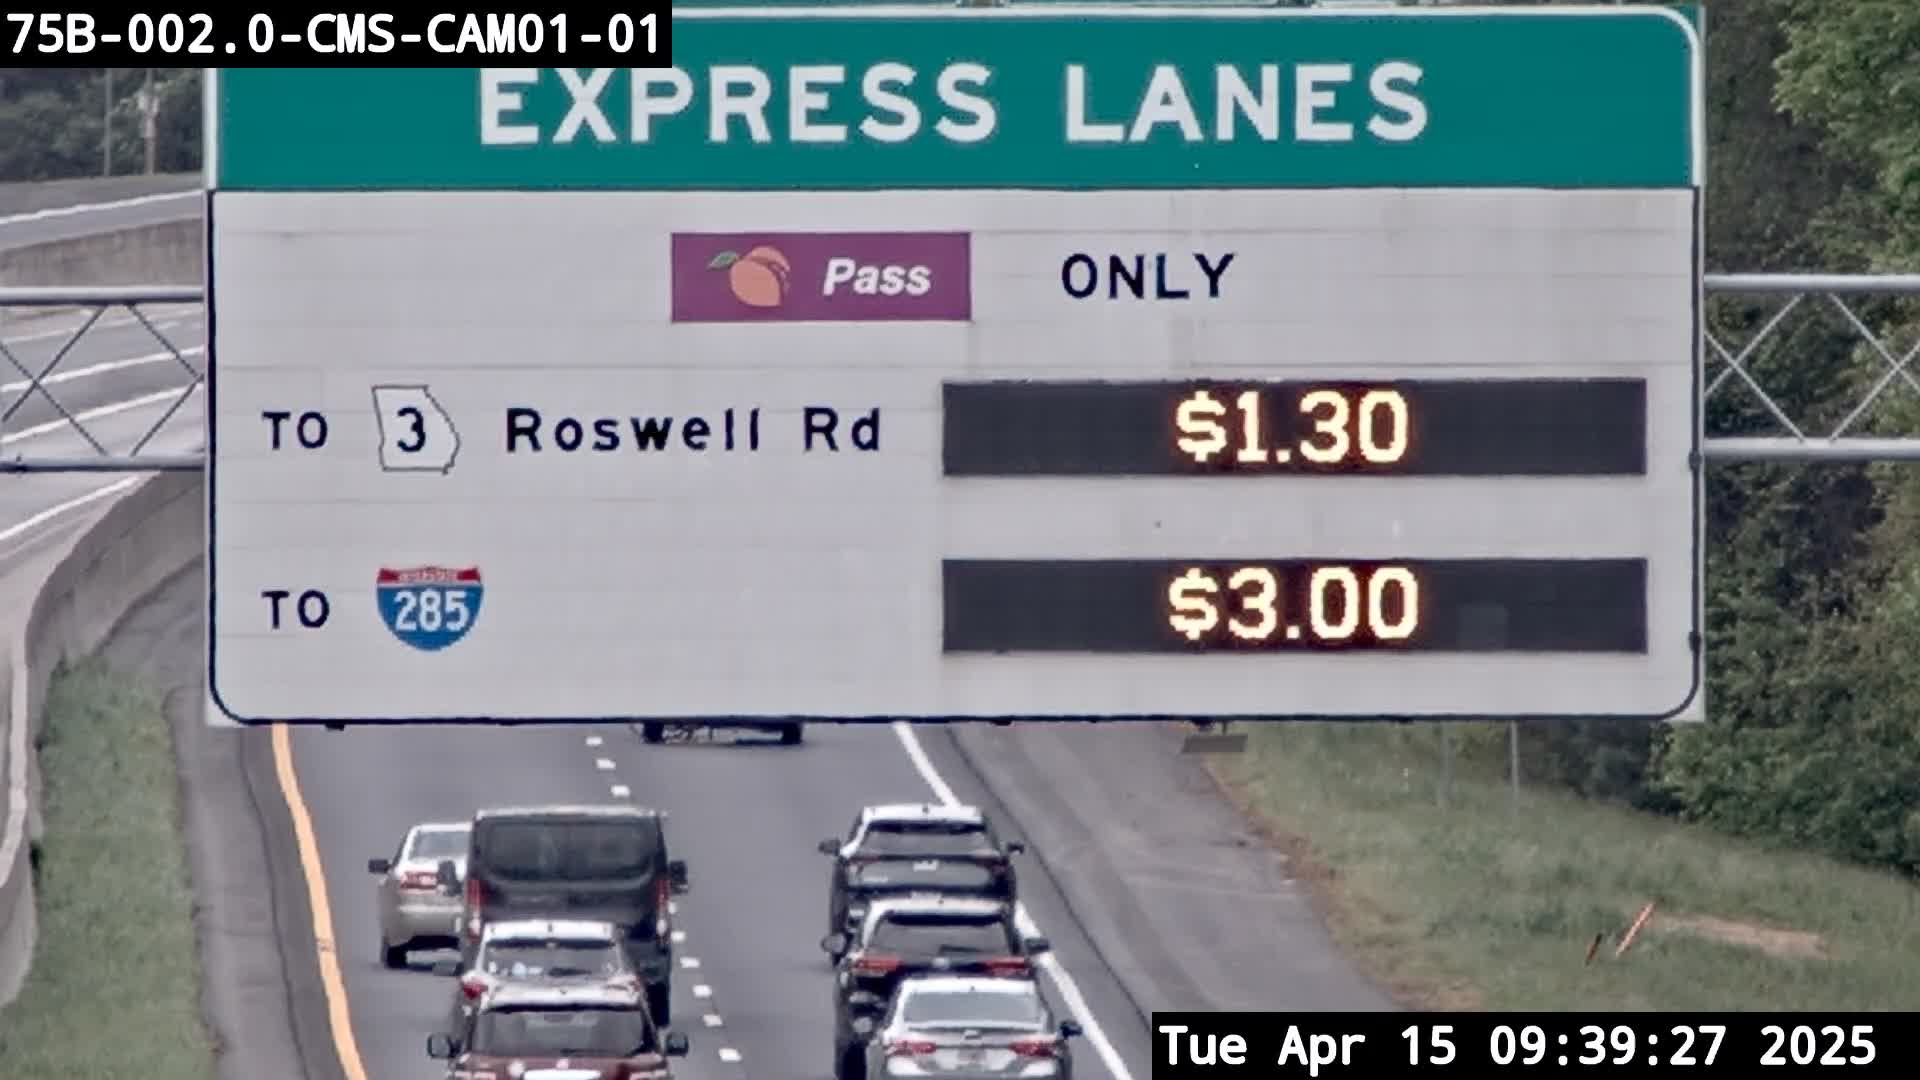 75B-002.0-CMS-CAM01-01
EXPRESS LANES
Pass ONLY
TO 3 Roswell Rd $1.30
TO 285 $3.00
Tue Apr 15 09:39:27 2025